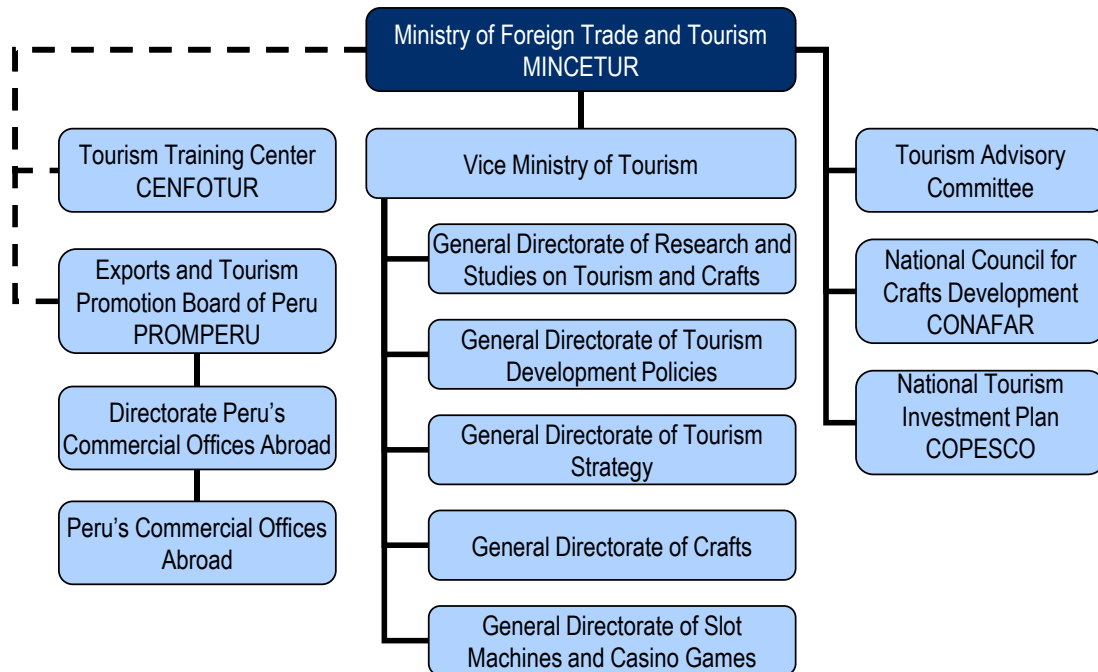 Ministry of Foreign Trade and Tourism
MINCETUR
Tourism Training Center
CENFOTUR
Exports and Tourism
Promotion Board of Peru
PROMPERU
Directorate Peru’s
Commercial Offices Abroad
Peru’s Commercial Offices
Abroad
Vice Ministry of Tourism
General Directorate of Research and
Studies on Tourism and Crafts
General Directorate of Tourism
Development Policies
General Directorate of Tourism
Strategy
General Directorate of Crafts
General Directorate of Slot
Machines and Casino Games
Tourism Advisory
Committee
National Council for
Crafts Development
CONAFAR
National Tourism
Investment Plan
COPESCO